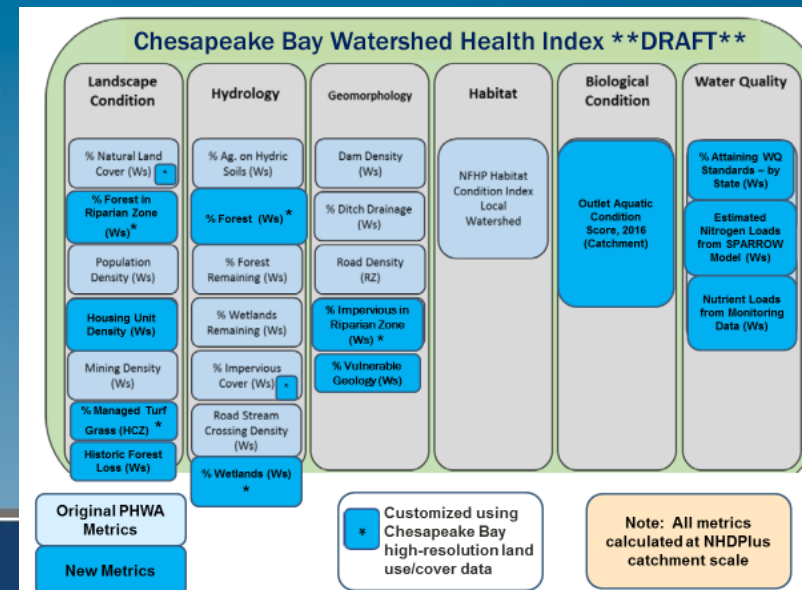 Chesapeake Bay Watershed Health Index **DRAFT**
Landscape
Condition
% Natural Land
Cover (Ws) *
% Forest in
Riparian Zone
(Ws)*
Population
Density (Ws)
Housing Unit
Density (Ws)
Mining Density
(Ws)
% Managed Turf
Grass (HCZ) *
Historic Forest
Loss (Ws)
Hydrology
% Ag. on Hydric
Soils (Ws)
% Forest (Ws)*
% Forest
Remaining (Ws)
% Wetlands
Remaining (Ws)
% Impervious
Cover (Ws) *
Road Stream
Crossing Density
(Ws)
% Wetlands (Ws)
*
Geomorphology
Dam Density
(Ws)
% Ditch Drainage
(Ws)
Road Density
(RZ)
% Impervious in
Riparian Zone
(Ws) *
% Vulnerable
Geology (Ws)
Habitat
NFHP Habitat
Condition Index
Local
Watershed
Biological
Condition
Outlet Aquatic
Condition
Score, 2016
(Catchment)
Water Quality
% Attaining WQ
Standards – by
State (Ws)
Estimated
Nitrogen Loads
from SPARROW
Model (Ws)
Nutrient Loads
from Monitoring
Data (Ws)
Original PHWA
Metrics
New Metrics
*
Customized using
Chesapeake Bay
high-resolution land
use/cover data
Note: All metrics
calculated at NHDPlus
catchment scale